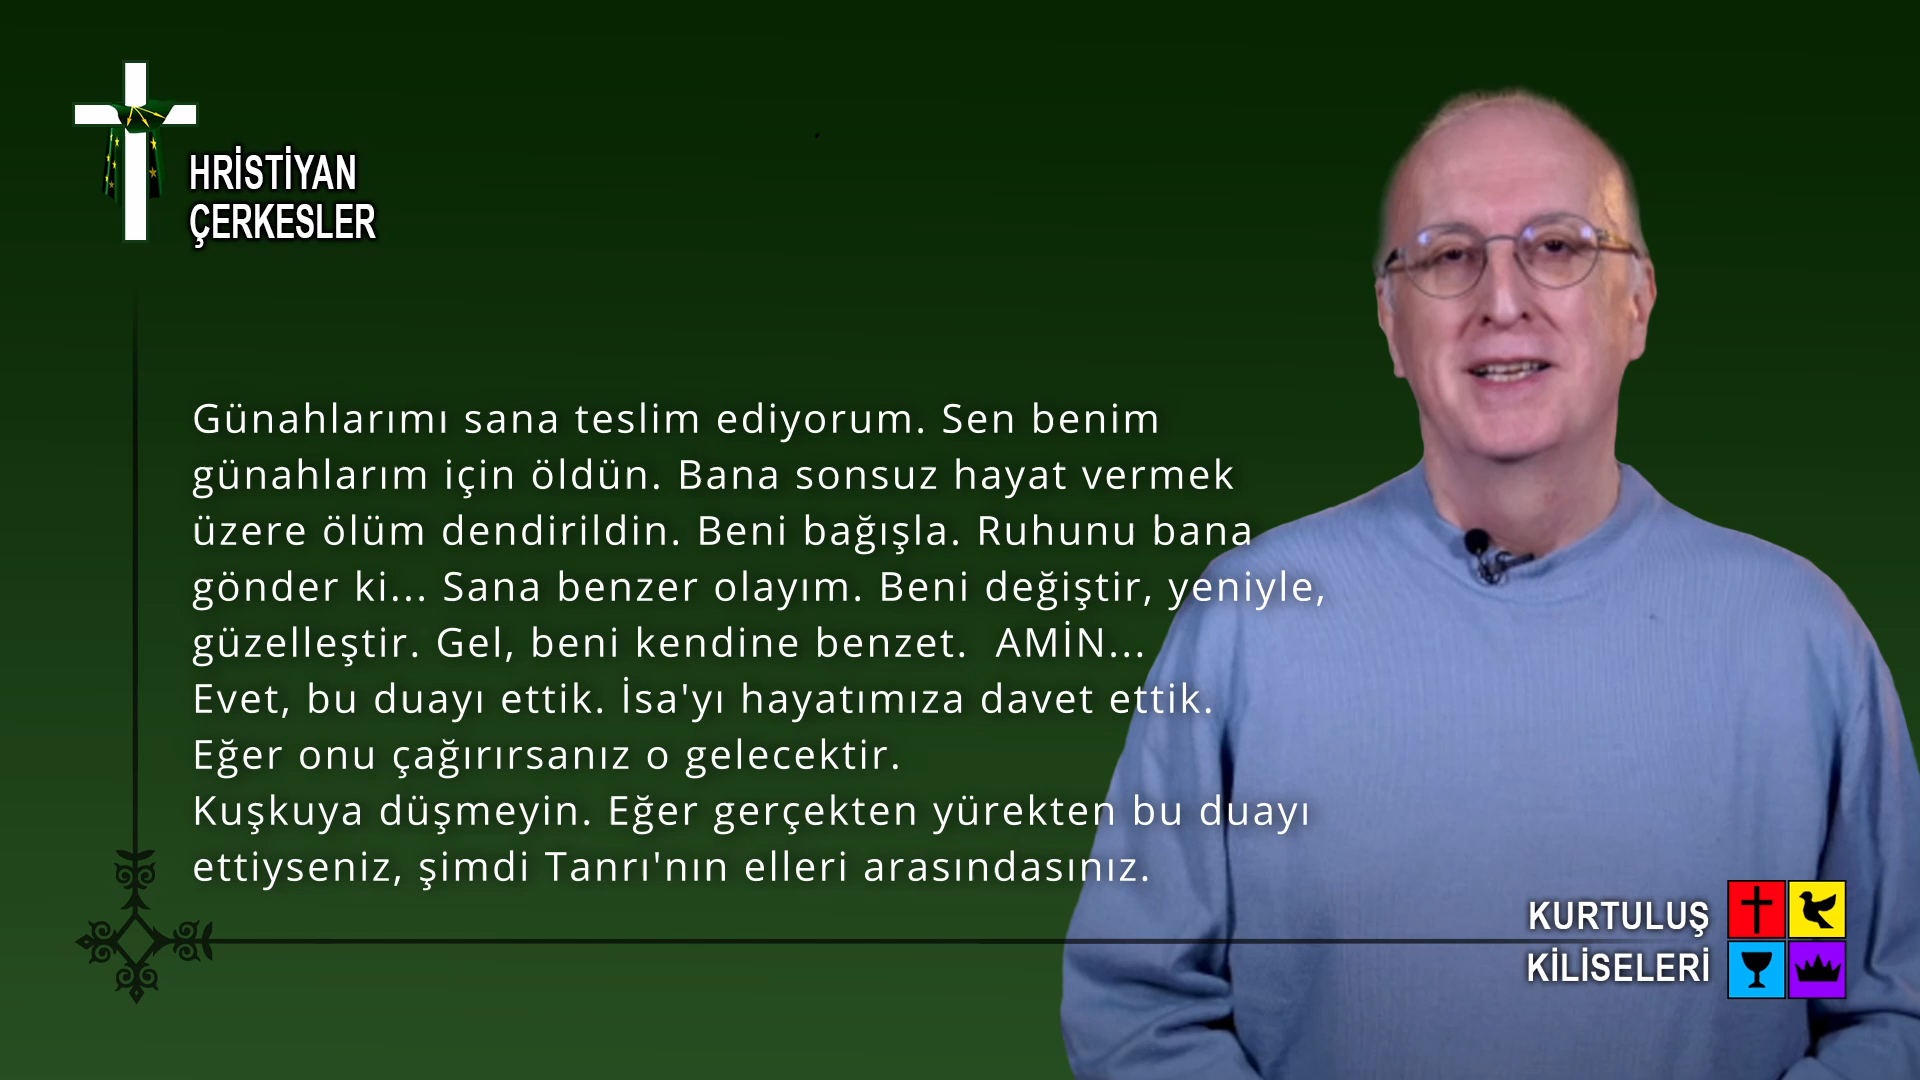 HRİSTİYAN
ÇERKESLER
Günahlarımı sana teslim ediyorum. Sen benim
günahlarım için öldün. Bana sonsuz hayat vermek
üzere ölüm dendirildin. Beni bağışla. Ruhunu bana
gönder ki... Sana benzer olayım. Beni değiştir, yeniyle,
güzelleştir. Gel, beni kendine benzet.  AMİN...
Evet, bu duayı ettik. İsa'yı hayatımıza davet ettik.
Eğer onu çağırırsanız o gelecektir.
Kuşkuya düşmeyin. Eğer gerçekten yürekten bu duayı
ettiyseniz, şimdi Tanrı'nın elleri arasındasınız.
KURTULUŞ
KİLİSELERİ